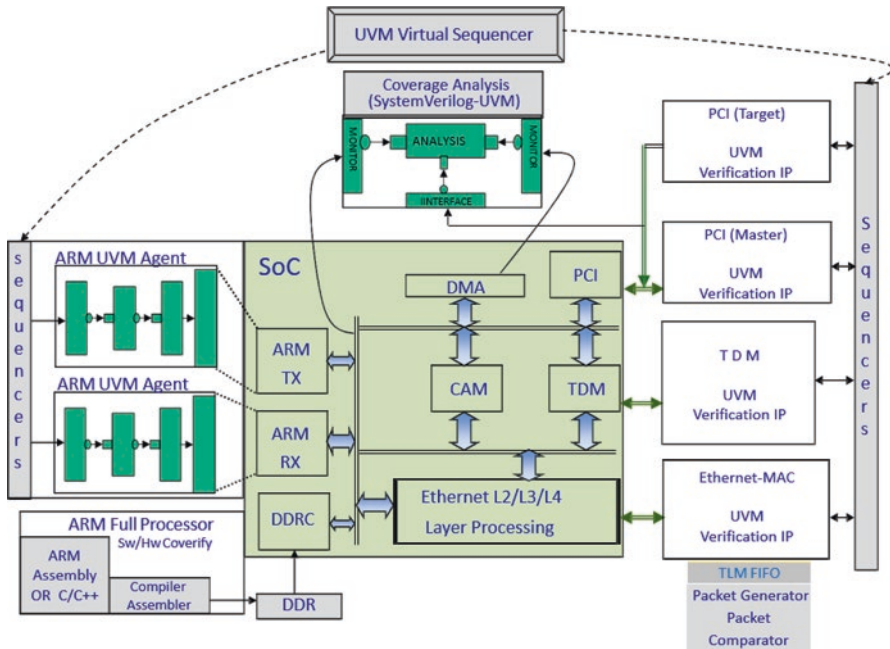 UVM Virtual Sequencer
Coverage Analysis
(SystemVerilog-UVM)
MONITOR
ANALYSIS
MONITOR
IINTERFACE
PCI (Target)
UVM
Verification IP
PCI (Master)
UVM
Verification IP
T D M
UVM
Verification IP
Ethernet-MAC
UVM
Verification IP
TLM FIFO
Packet Generator
Packet
Comparator
Sequencers
sequencers
ARM UVM Agent
ARM UVM Agent
SoC
DMA
PCI
ARM
TX
CAM
TDM
ARM
RX
DDRC
Ethernet L2/L3/L4
Layer Processing
ARM Full Processor
Sw/Hw Coverify
ARM
Assembly
OR C/C++
Compiler
Assembler
DDR